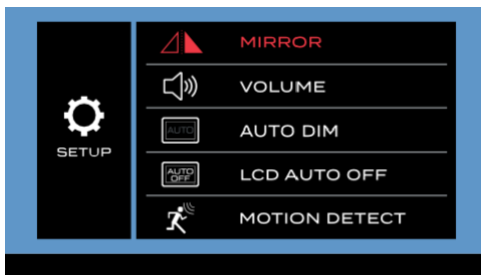 MIRROR
VOLUME
AUTO
AUTO DIM
SETUP
AUTO
OFF
LCD AUTO OFF
MOTION DETECT